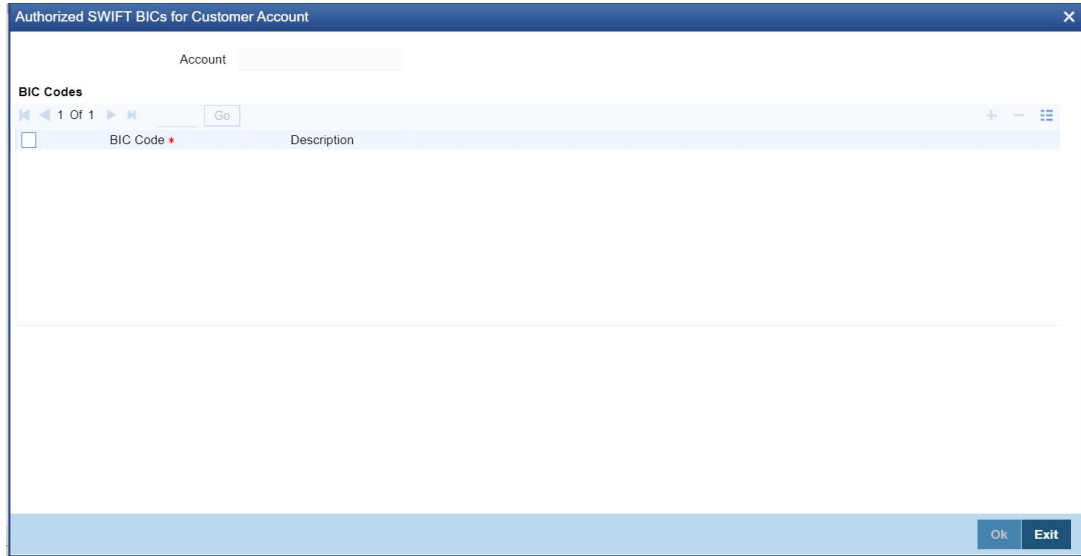 Authorized SWIFT BICs for Customer Account
Account
BIC Codes
1 Of 1 Go
BIC Code * Description
Ok Exit